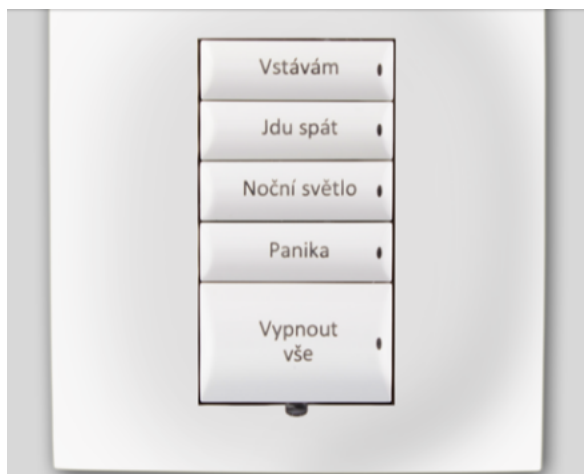 Vstávám
Jdu spát
Noční světlo
Panika
Vypnout
vše